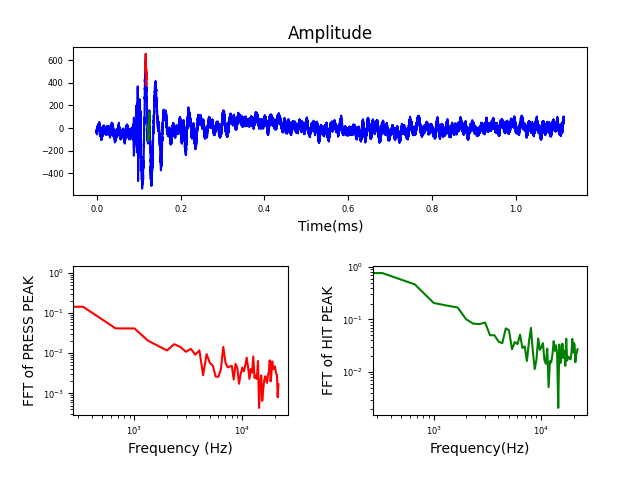 Amplitude
600
400
200
0
−200
−400
0.0 0.2 0.4 0.6 0.8 1.0
Time(ms)
FFT of PRESS PEAK
10⁰
10⁻¹
10⁻²
10⁻³
10³ 10⁴
Frequency (Hz)
FFT of HIT PEAK
10⁰
10⁻¹
10⁻²
10³ 10⁴
Frequency(Hz)